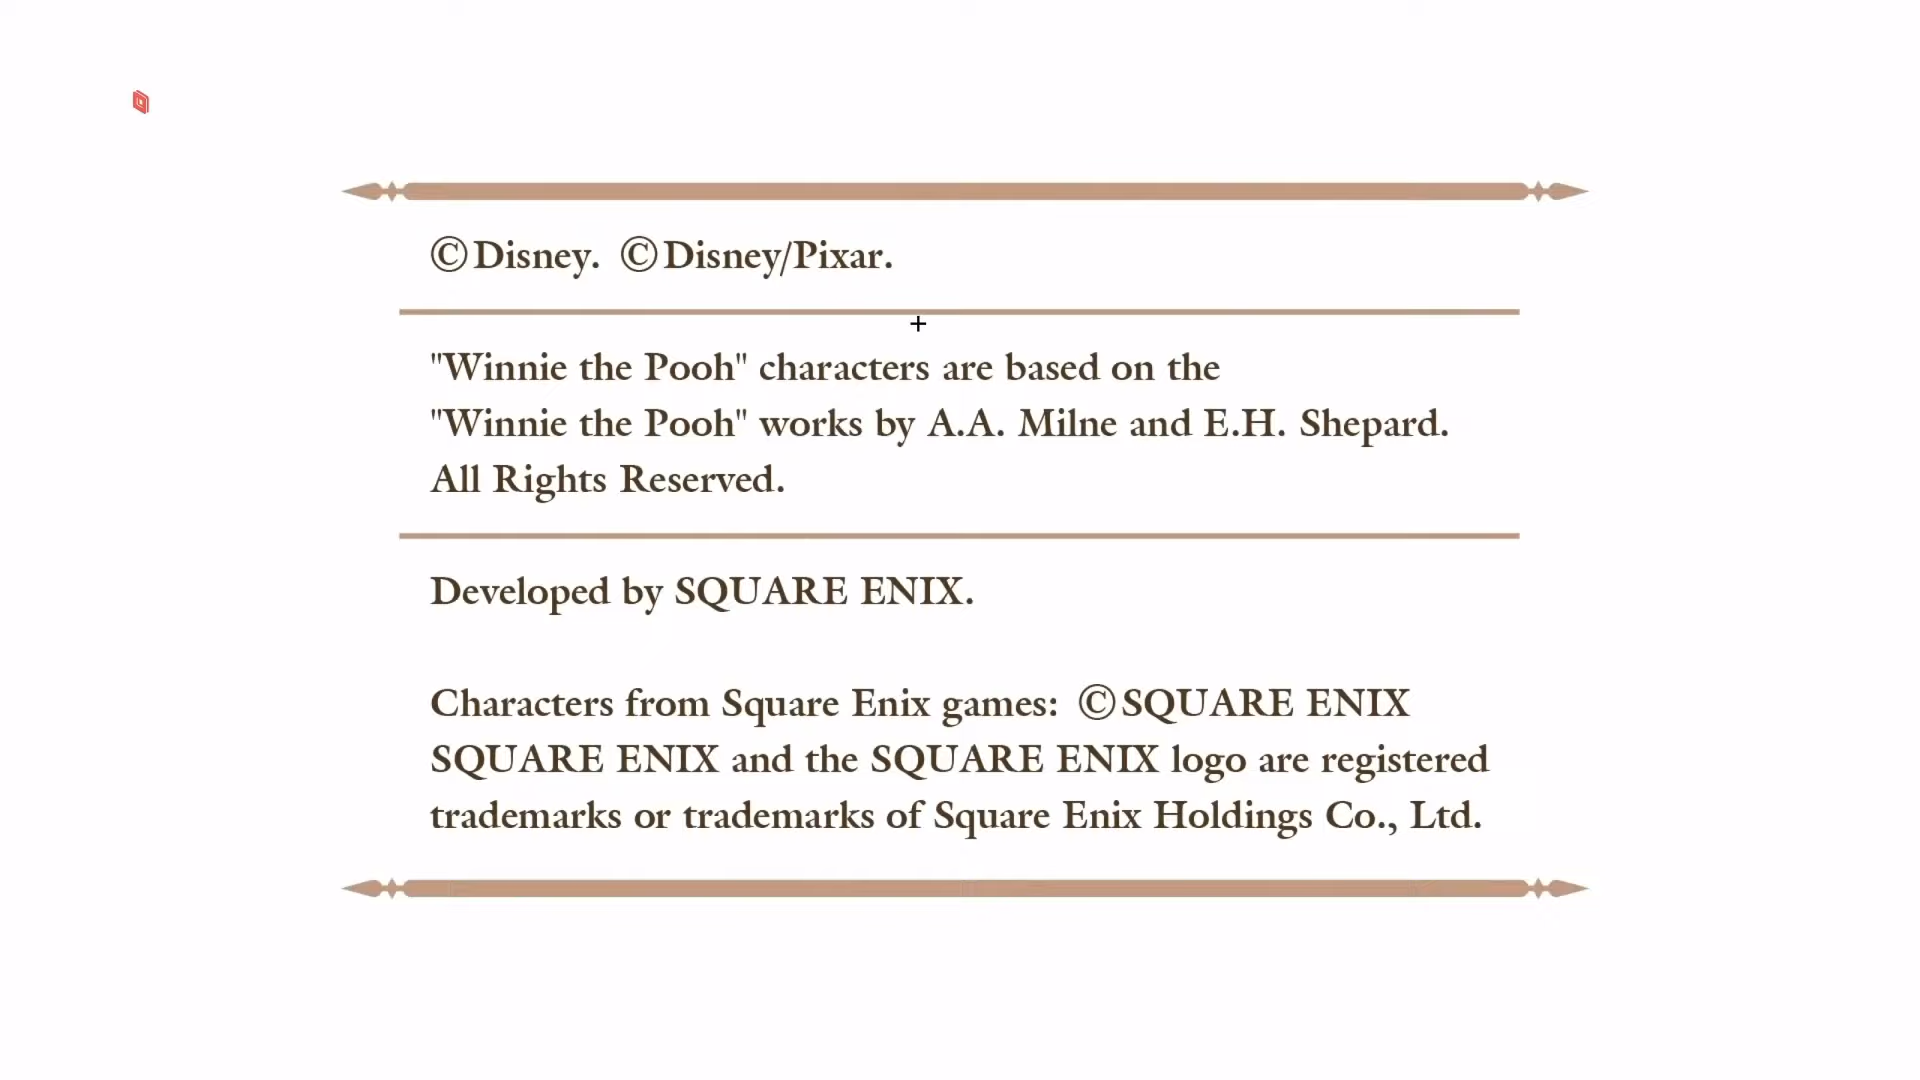 ©Disney. ©Disney/Pixar.
"Winnie the Pooh" characters are based on the
"Winnie the Pooh" works by A.A. Milne and E.H. Shepard.
All Rights Reserved.
Developed by SQUARE ENIX.
Characters from Square Enix games: ©SQUARE ENIX
SQUARE ENIX and the SQUARE ENIX logo are registered
trademarks or trademarks of Square Enix Holdings Co., Ltd.